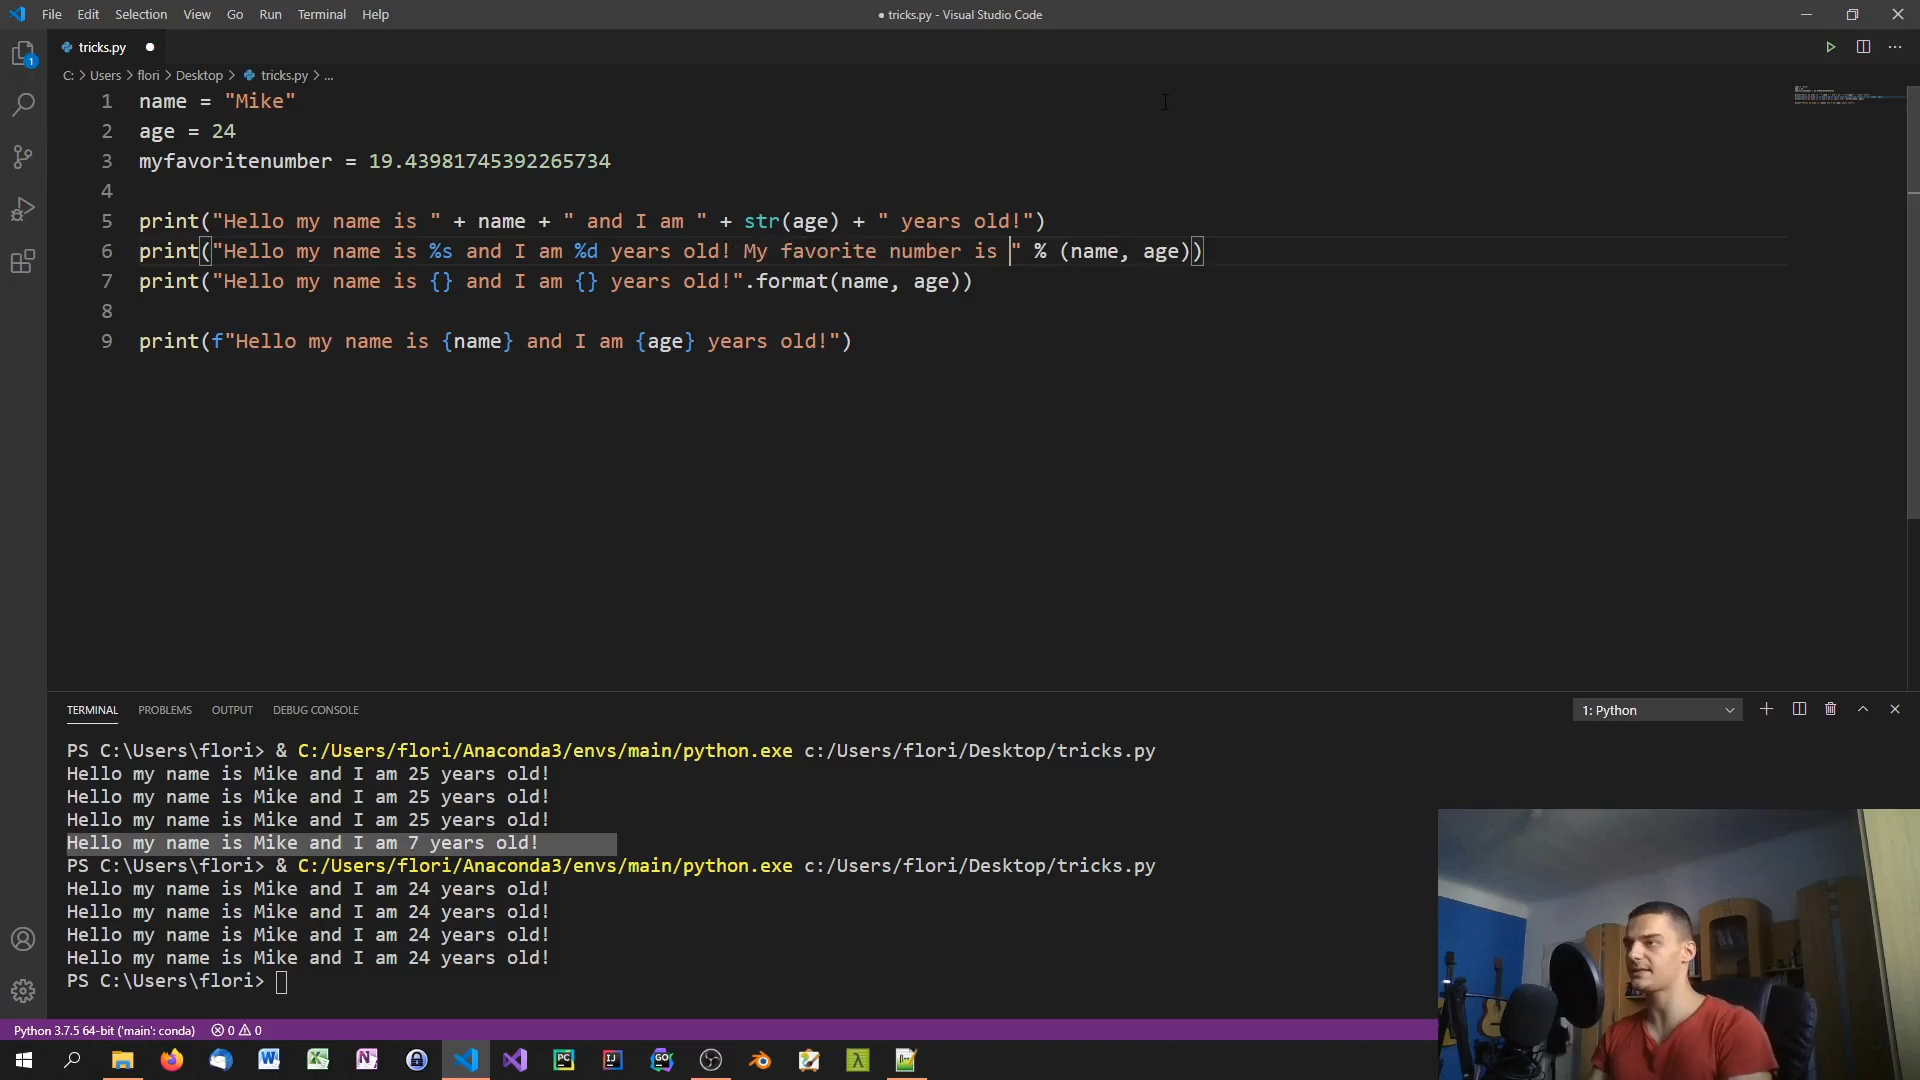 File Edit Selection View Go Run Terminal Help
● tricks.py - Visual Studio Code
tricks.py ●
C: > Users > flori > Desktop > tricks.py > ...
1 name = "Mike"
2 age = 24
3 myfavoritenumber = 19.43981745392265734
4
5 print("Hello my name is " + name + " and I am " + str(age) + " years old!")
6 print("Hello my name is %s and I am %d years old! My favorite number is " % (name, age))
7 print("Hello my name is {} and I am {} years old!".format(name, age))
8
9 print(f"Hello my name is {name} and I am {age} years old!")
TERMINAL PROBLEMS OUTPUT DEBUG CONSOLE
1: Python
PS C:\Users\flori> & C:/Users/flori/Anaconda3/envs/main/python.exe c:/Users/flori/Desktop/tricks.py
Hello my name is Mike and I am 25 years old!
Hello my name is Mike and I am 25 years old!
Hello my name is Mike and I am 25 years old!
Hello my name is Mike and I am 7 years old!
PS C:\Users\flori> & C:/Users/flori/Anaconda3/envs/main/python.exe c:/Users/flori/Desktop/tricks.py
Hello my name is Mike and I am 24 years old!
Hello my name is Mike and I am 24 years old!
Hello my name is Mike and I am 24 years old!
Hello my name is Mike and I am 24 years old!
PS C:\Users\flori>
Python 3.7.5 64-bit ('main': conda) 0 0